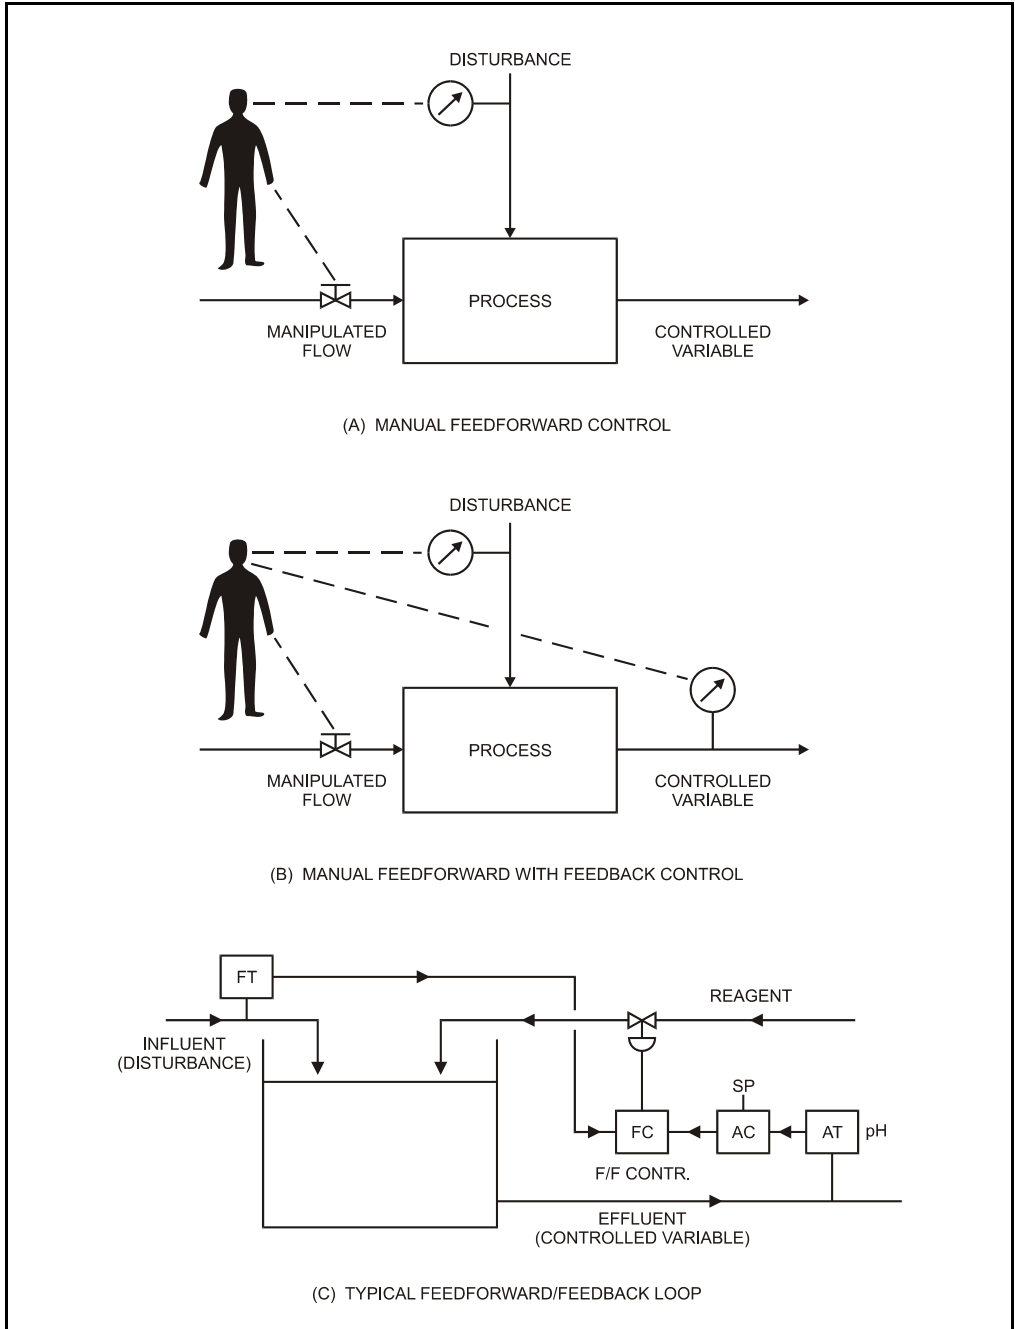 DISTURBANCE
PROCESS
MANIPULATED
FLOW
CONTROLLED
VARIABLE
(A) MANUAL FEEDFORWARD CONTROL
DISTURBANCE
PROCESS
MANIPULATED
FLOW
CONTROLLED
VARIABLE
(B) MANUAL FEEDFORWARD WITH FEEDBACK CONTROL
FT
REAGENT
INFLUENT
(DISTURBANCE)
SP
FC
AC
AT
pH
F/F CONTR.
EFFLUENT
(CONTROLLED VARIABLE)
(C) TYPICAL FEEDFORWARD/FEEDBACK LOOP